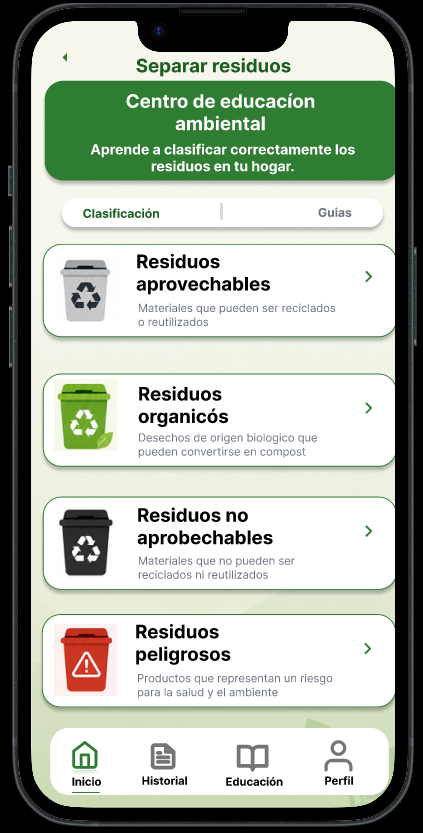 Separar residuos
Centro de educacíon
ambiental
Aprende a clasificar correctamente los
residuos en tu hogar.
Clasificación
Guias
Residuos
aprovechables
Materiales que pueden ser reciclados
o reutilizados
Residuos
organicós
Desechos de origen biologico que
pueden convertirse en compost
Residuos no
aprobechables
Materiales que no pueden ser
reciclados ni reutilizados
Residuos
peligrosos
Productos que representan un riesgo
para la salud y el ambiente
Inicio
Historial
Educación
Perfil